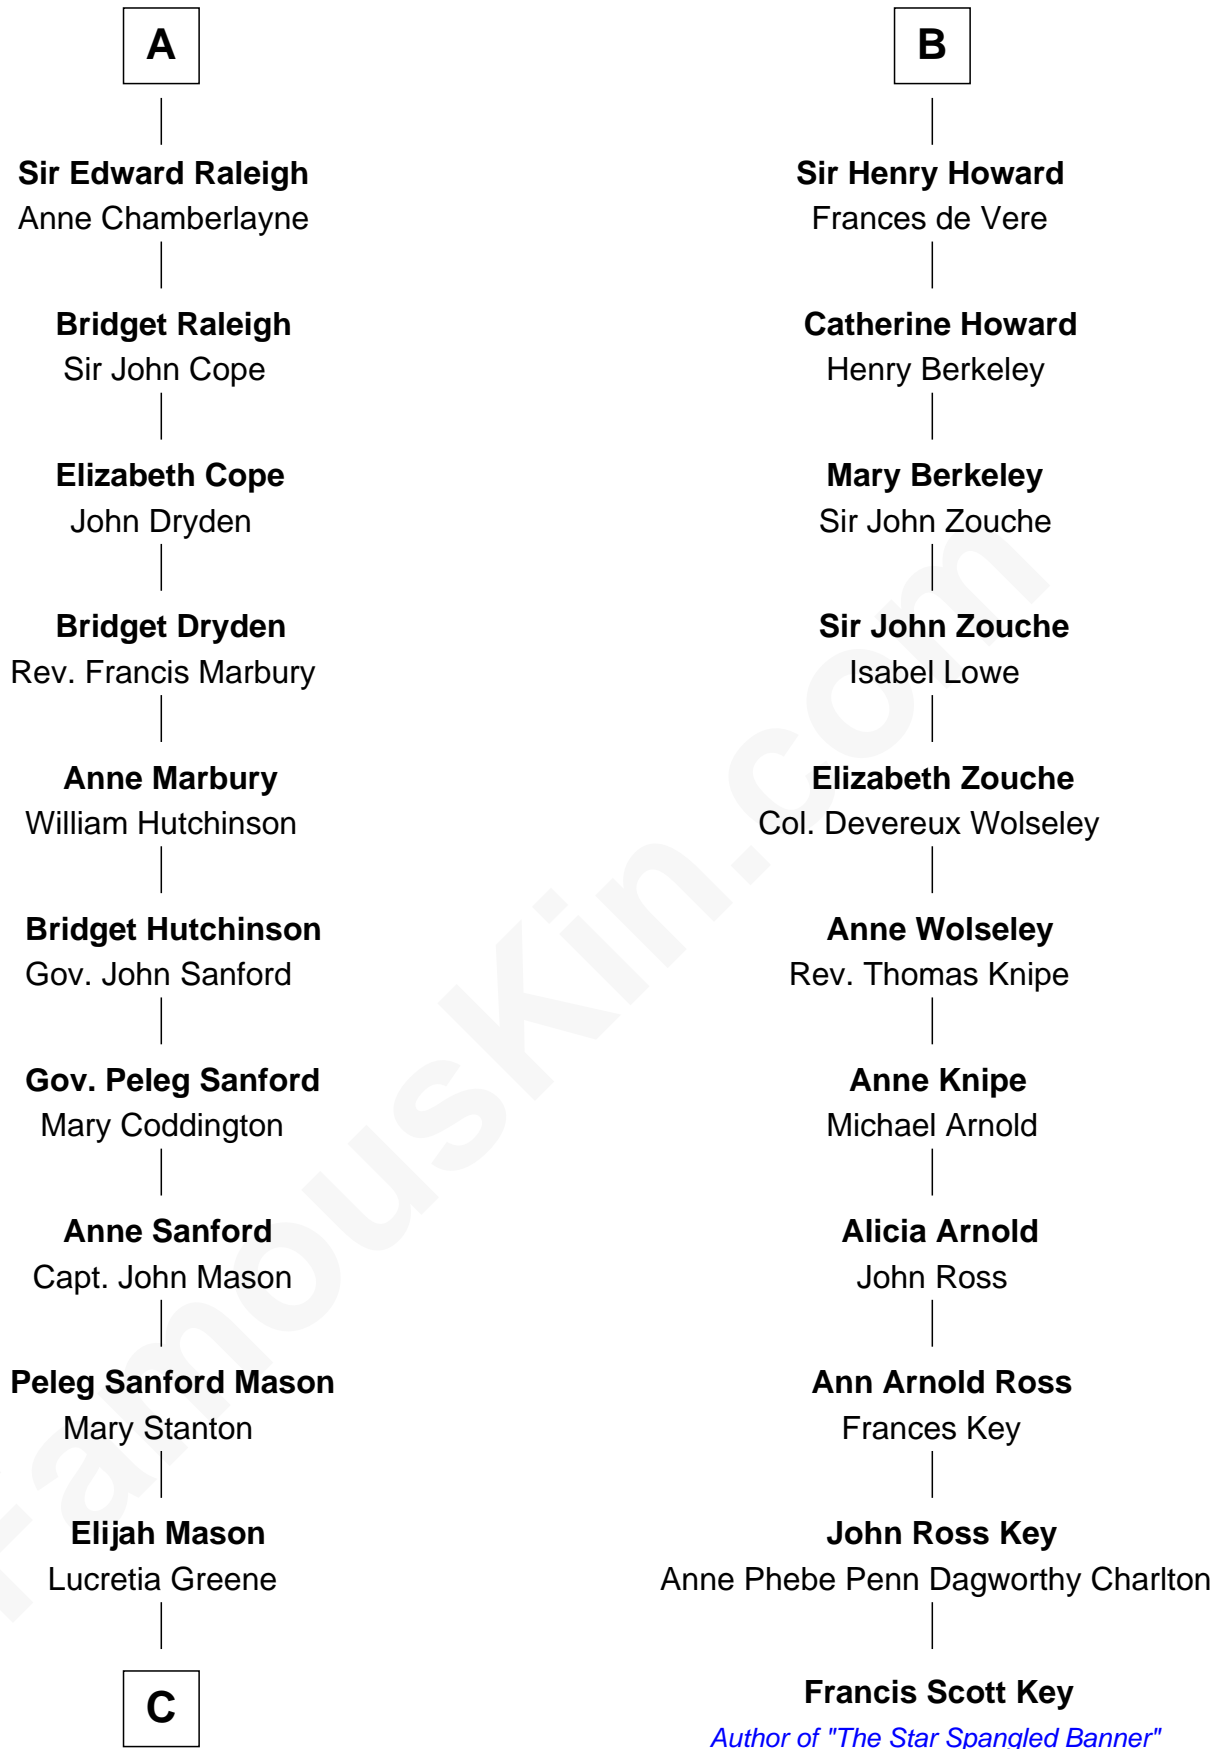 A
Sir Edward Raleigh
Anne Chamberlayne
Bridget Raleigh
Sir John Cope
Elizabeth Cope
John Dryden
Bridget Dryden
Rev. Francis Marbury
Anne Marbury
William Hutchinson
Bridget Hutchinson
Gov. John Sanford
Gov. Peleg Sanford
Mary Coddington
Anne Sanford
Capt. John Mason
Peleg Sanford Mason
Mary Stanton
Elijah Mason
Lucretia Greene
C
B
Sir Henry Howard
Frances de Vere
Catherine Howard
Henry Berkeley
Mary Berkeley
Sir John Zouche
Sir John Zouche
Isabel Lowe
Elizabeth Zouche
Col. Devereux Wolseley
Anne Wolseley
Rev. Thomas Knipe
Anne Knipe
Michael Arnold
Alicia Arnold
John Ross
Ann Arnold Ross
Frances Key
John Ross Key
Anne Phebe Penn Dagworthy Charlton
Francis Scott Key
Author of "The Star Spangled Banner"
FamousKin.com